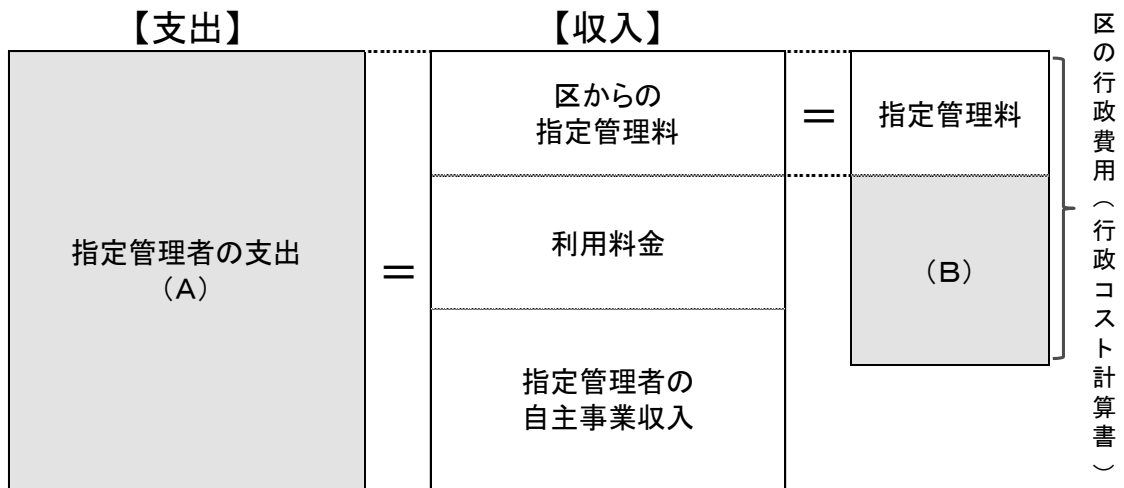 【支出】
【収入】
指定管理者の支出
（A）
＝
区からの
指定管理料
利用料金
指定管理者の
自主事業収入
＝
指定管理料
（B）
区の行政費用（行政コスト計算書）